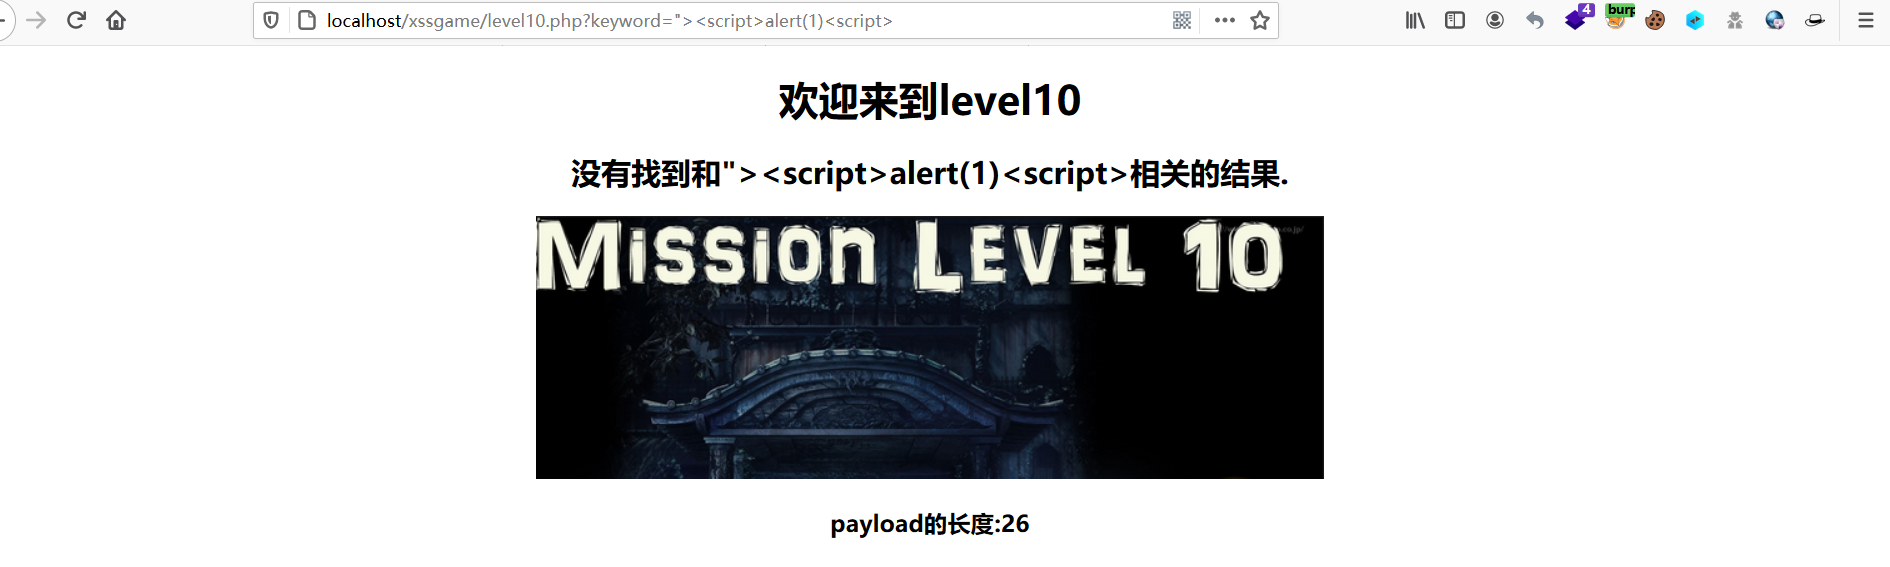 localhost/xssgame/level10.php?keyword="><script>alert(1)<script>
4
burp
欢迎来到level10
没有找到和"><script>alert(1)<script>相关的结果.
Mission Level 10
payload的长度:26